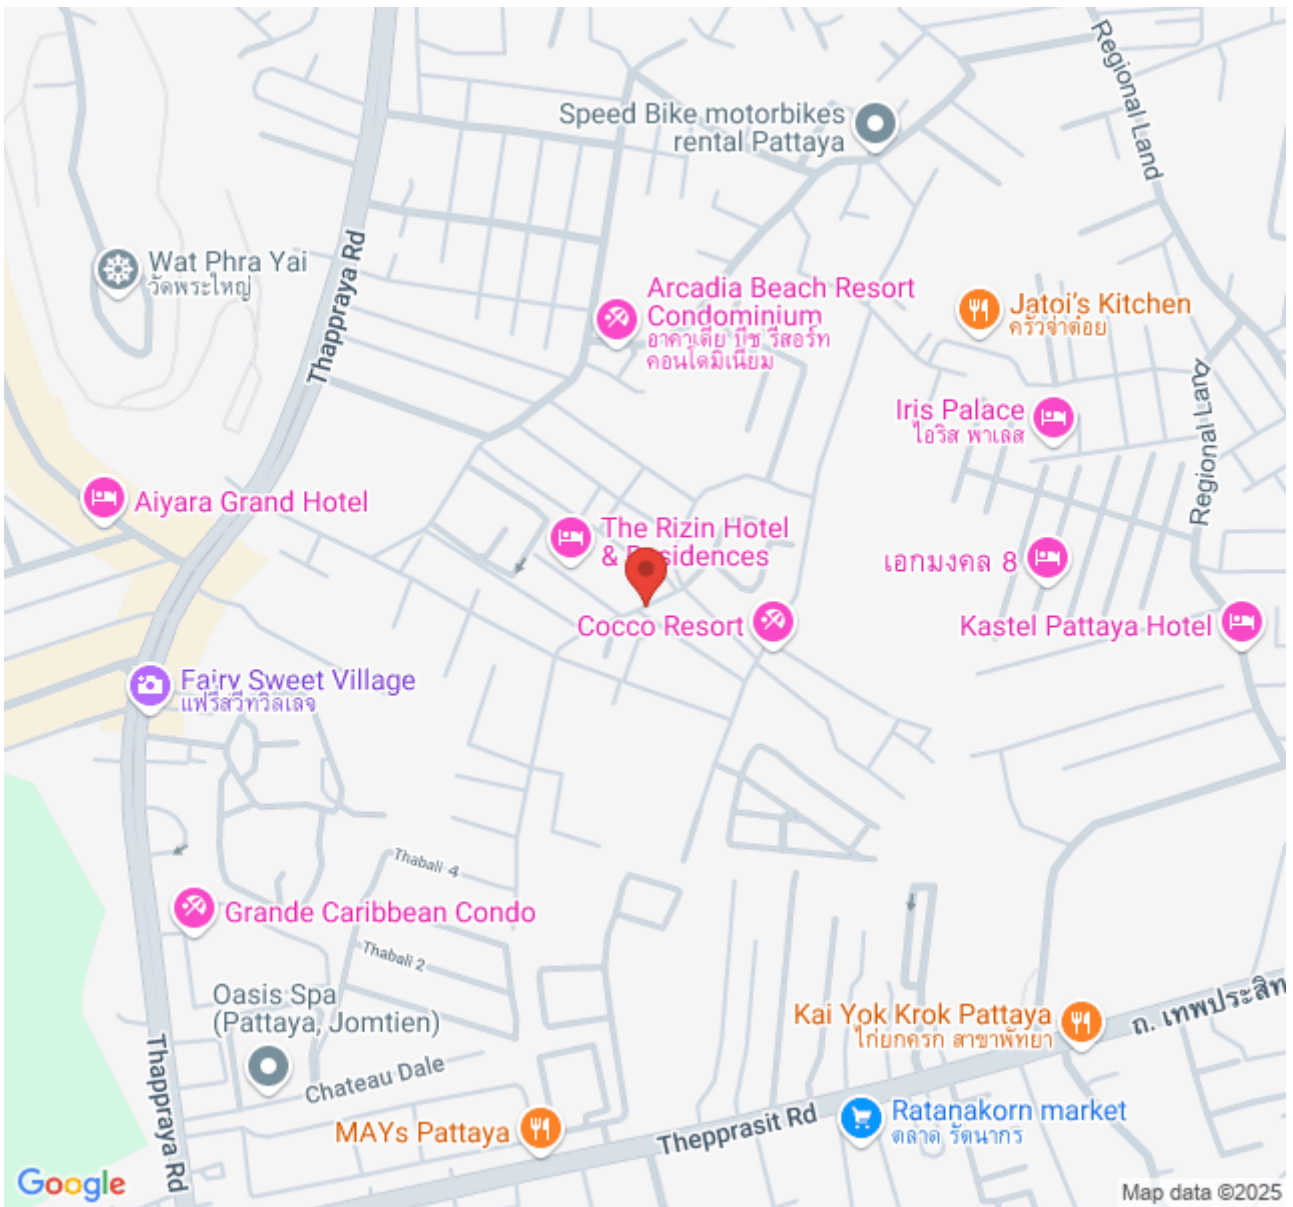 Regional Land
Speed Bike motorbikes
rental Pattaya
Thappraya Rd
Wat Phra Yai
วัดพระใหญ่
Arcadia Beach Resort
Condominium
อาคาเดีย บีช รีสอร์ท
คอนโดมิเนียม
Jatoi's Kitchen
ครัวจ่าต๋อย
Iris Palace
ไอริส พาเลส
Regional Land
Aiyara Grand Hotel
The Rizin Hotel
& Residences
เอกมงคล 8
Cocco Resort
Kastel Pattaya Hotel
Fairy Sweet Village
แฟรี่สวีทวิลเลจ
Thabali 4
Grande Caribbean Condo
Thabali 2
Oasis Spa
(Pattaya, Jomtien)
Kai Yok Krok Pattaya
ไก่ยกครก สาขาพัทยา
ถ. เทพประสิท
Thappraya Rd
Chateau Dale
MAYs Pattaya
Thepprasit Rd
Ratanakorn market
ตลาด รัตนากร
Google
Map data ©2025